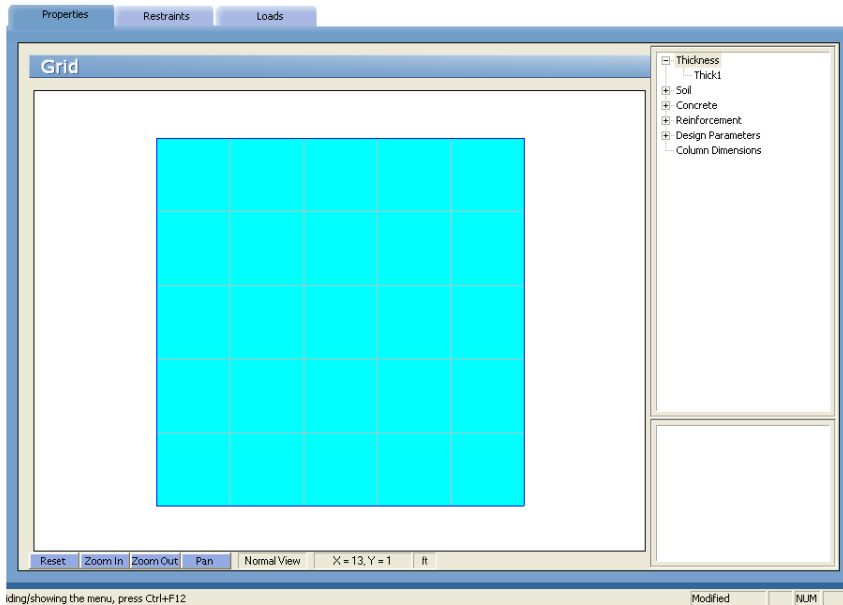 Properties Restraints Loads
Grid
Thickness
Thick1
Soil
Concrete
Reinforcement
Design Parameters
Column Dimensions
Reset Zoom In Zoom Out Pan Normal View X = 13, Y = 1 ft
iding/showing the menu, press Ctrl+F12 Modified NUM